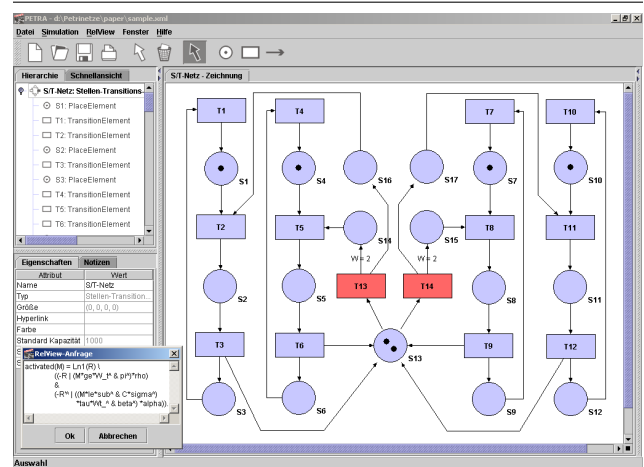 PETRA - d:\Petrinetze\paper\sample.xml
Datei Simulation RelView Fenster Hilfe
Hierarchie Schnellansicht
S/T-Netz: Stellen-Transitions-
S1: PlaceElement
T1: TransitionElement
T2: TransitionElement
S2: PlaceElement
T3: TransitionElement
S3: PlaceElement
T4: TransitionElement
T5: TransitionElement
T6: TransitionElement
Eigenschaften Notizen
Attribut Wert
Name S/T-Netz
Typ Stellen-Transition...
Größe (0, 0, 0, 0)
Hyperlink
Farbe
Standard Kapazität 1000
RelView-Anfrage
activated(M) = Ln1(R) \
((-R | (M*ge*W_t^ & pi^)*rho)
&
(-R^ | ((M*le*sub^ & C*sigma^)
*tau*Wt_^ & beta^) *alpha)).
Ok Abbrechen
Auswahl
S/T-Netz - Zeichnung
T1 T4 T7 T10
S1 S4 S16 S17 S7 S10
T2 T5 S14 S15 T8 T11
W = 2 W = 2
S2 S5 T13 T14 S8 S11
T3 T6 S13 T9 T12
S3 S6 S9 S12